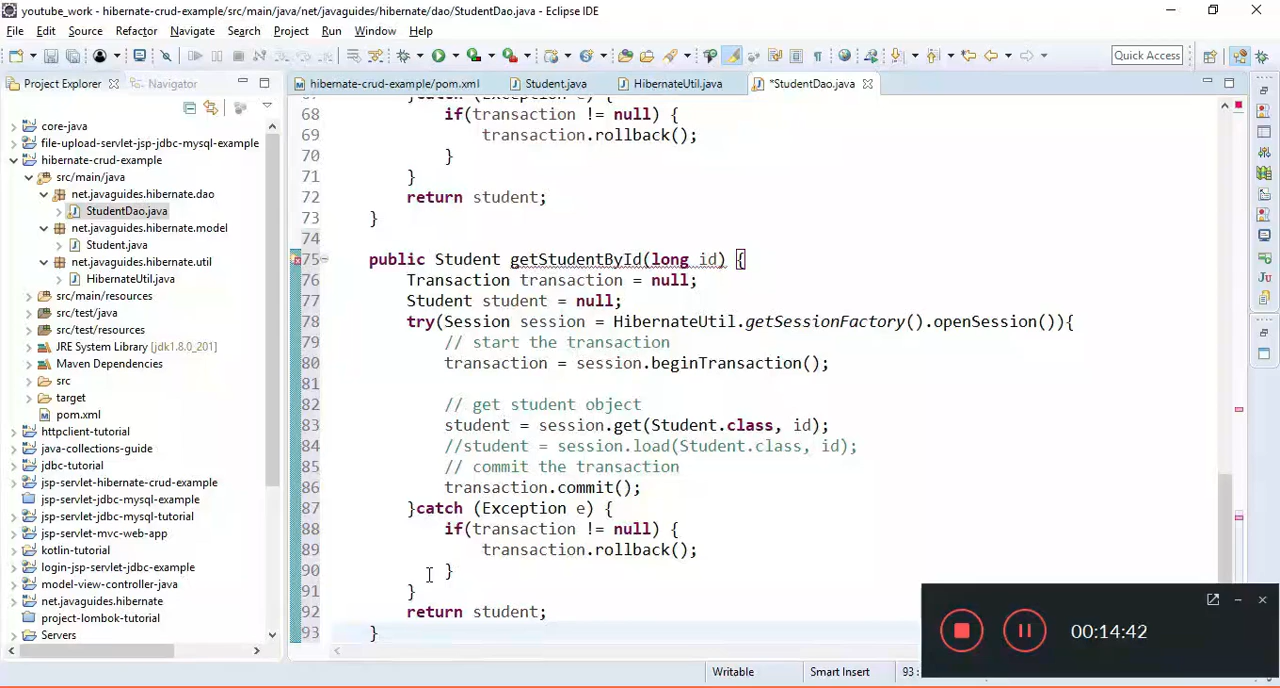 youtube_work - hibernate-crud-example/src/main/java/net/javaguides/hibernate/dao/StudentDao.java - Eclipse IDE
File Edit Source Refactor Navigate Search Project Run Window Help
Quick Access
Project Explorer Navigator
hibernate-crud-example/pom.xml Student.java HibernateUtil.java *StudentDao.java
core-java
file-upload-servlet-jsp-jdbc-mysql-example
hibernate-crud-example
src/main/java
net.javaguides.hibernate.dao
StudentDao.java
net.javaguides.hibernate.model
Student.java
net.javaguides.hibernate.util
HibernateUtil.java
src/main/resources
src/test/java
src/test/resources
JRE System Library [jdk1.8.0_201]
Maven Dependencies
src
target
pom.xml
httpclient-tutorial
java-collections-guide
jdbc-tutorial
jsp-servlet-hibernate-crud-example
jsp-servlet-jdbc-mysql-example
jsp-servlet-jdbc-mysql-tutorial
jsp-servlet-mvc-web-app
kotlin-tutorial
login-jsp-servlet-jdbc-mysql-example
model-view-controller-java
net.javaguides.hibernate
project-lombok-tutorial
Servers
67 }catch (Exception e) {
68 if(transaction != null) {
69 transaction.rollback();
70 }
71 }
72 return student;
73 }
74
75 public Student getStudentById(long id) {
76 Transaction transaction = null;
77 Student student = null;
78 try(Session session = HibernateUtil.getSessionFactory().openSession()){
79 // start the transaction
80 transaction = session.beginTransaction();
81
82 // get student object
83 student = session.get(Student.class, id);
84 //student = session.load(Student.class, id);
85 // commit the transaction
86 transaction.commit();
87 }catch (Exception e) {
88 if(transaction != null) {
89 transaction.rollback();
90 }
91 }
92 return student;
93 }
00:14:42
Writable Smart Insert 93 :